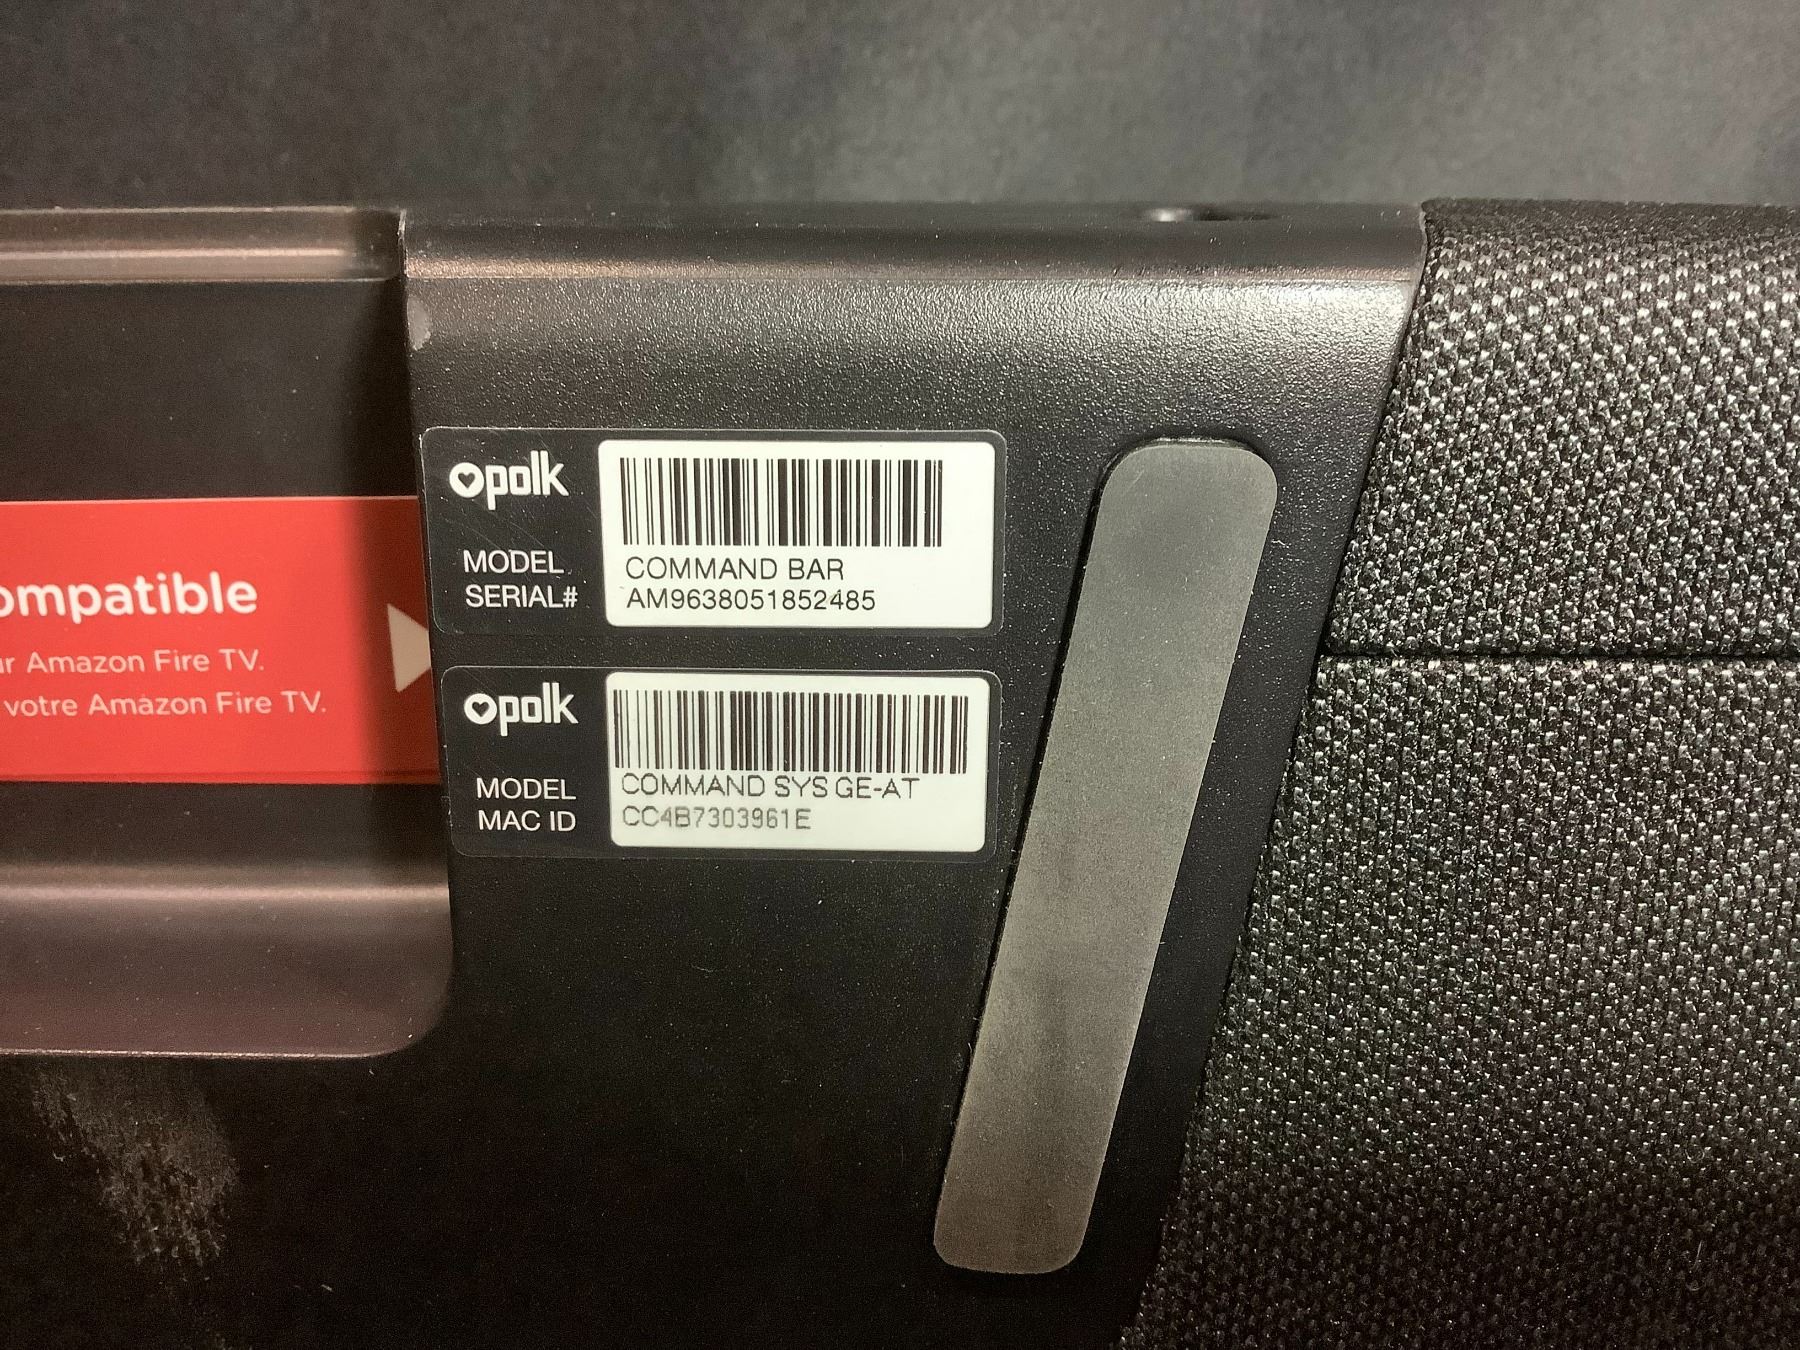 polk
MODEL COMMAND BAR
SERIAL# AM9638051852485
ompatible
ur Amazon Fire TV.
votre Amazon Fire TV.
polk
MODEL COMMAND SYS GE-AT
MAC ID CC4B7303961E